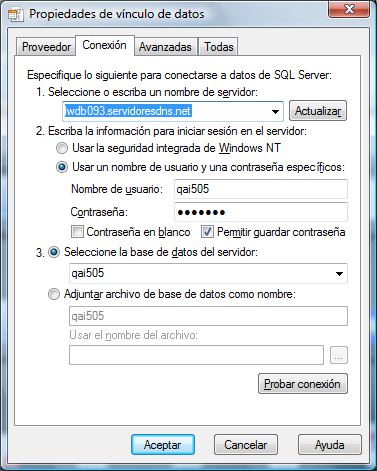 Propiedades de vínculo de datos
Proveedor Conexión Avanzadas Todas
Especifique lo siguiente para conectarse a datos de SQL Server:
1. Seleccione o escriba un nombre de servidor:
lwdb093.servidoresdns.net Actualizar
2. Escriba la información para iniciar sesión en el servidor:
Usar la seguridad integrada de Windows NT
Usar un nombre de usuario y una contraseña específicos:
Nombre de usuario: qai505
Contraseña: ●●●●●●●
Contraseña en blanco Permitir guardar contraseña
3. Seleccione la base de datos del servidor:
qai505
Adjuntar archivo de base de datos como nombre:
qai505
Usar el nombre del archivo:
...
Probar conexión
Aceptar Cancelar Ayuda